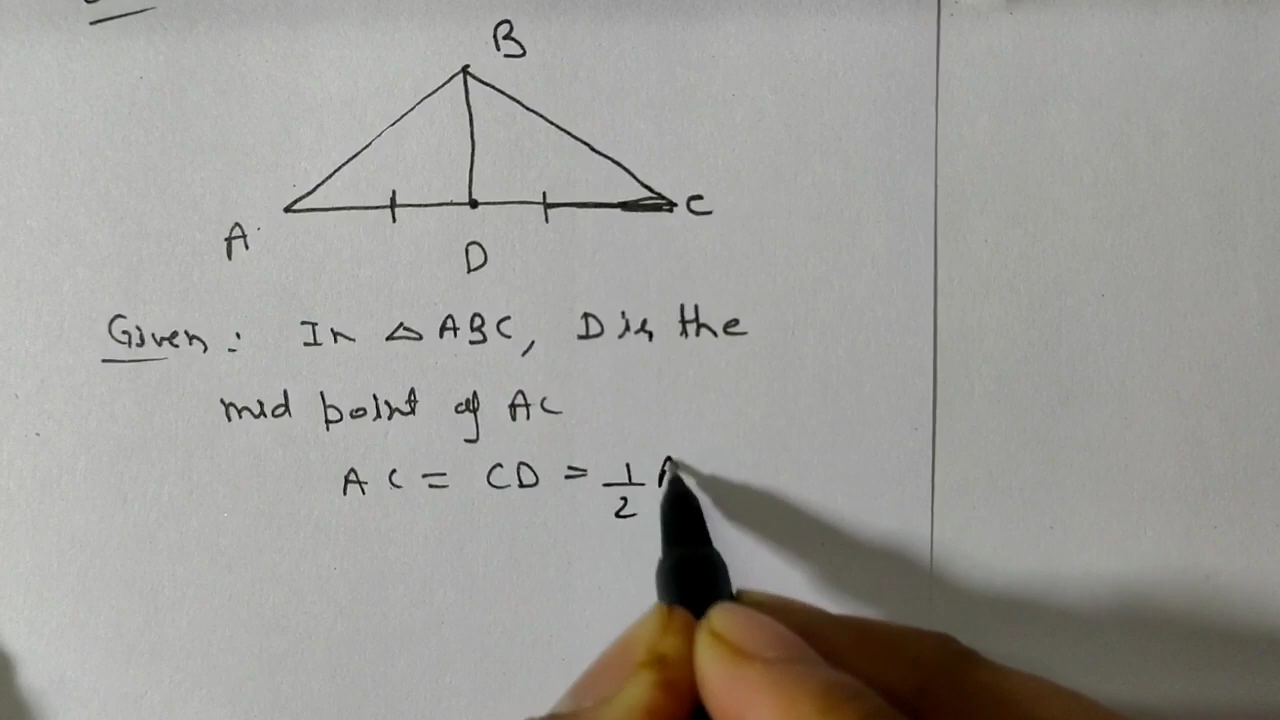 B
A
D
C
Given: In △ABC, D is the
mid point of AC
AC = CD = 1/2 A